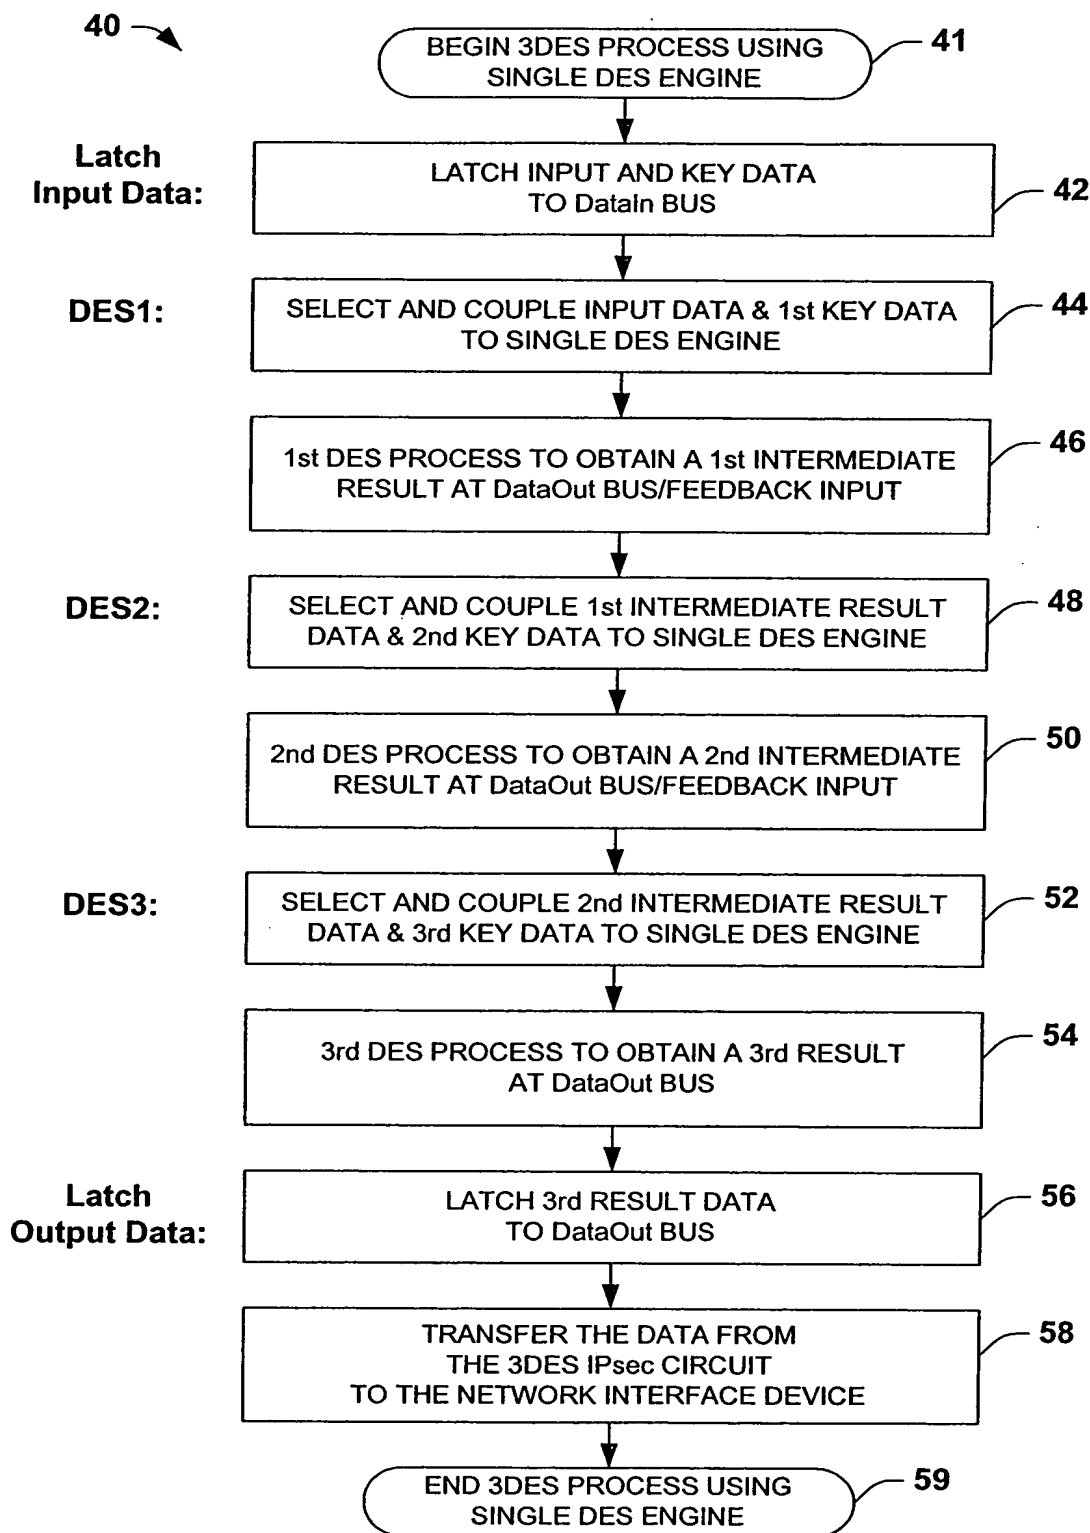 40
BEGIN 3DES PROCESS USING
SINGLE DES ENGINE
41
Latch
Input Data:
LATCH INPUT AND KEY DATA
TO DataIn BUS
42
DES1:
SELECT AND COUPLE INPUT DATA & 1st KEY DATA
TO SINGLE DES ENGINE
44
1st DES PROCESS TO OBTAIN A 1st INTERMEDIATE
RESULT AT DataOut BUS/FEEDBACK INPUT
46
DES2:
SELECT AND COUPLE 1st INTERMEDIATE RESULT
DATA & 2nd KEY DATA TO SINGLE DES ENGINE
48
2nd DES PROCESS TO OBTAIN A 2nd INTERMEDIATE
RESULT AT DataOut BUS/FEEDBACK INPUT
50
DES3:
SELECT AND COUPLE 2nd INTERMEDIATE RESULT
DATA & 3rd KEY DATA TO SINGLE DES ENGINE
52
3rd DES PROCESS TO OBTAIN A 3rd RESULT
AT DataOut BUS
54
Latch
Output Data:
LATCH 3rd RESULT DATA
TO DataOut BUS
56
TRANSFER THE DATA FROM
THE 3DES IPsec CIRCUIT
TO THE NETWORK INTERFACE DEVICE
58
END 3DES PROCESS USING
SINGLE DES ENGINE
59